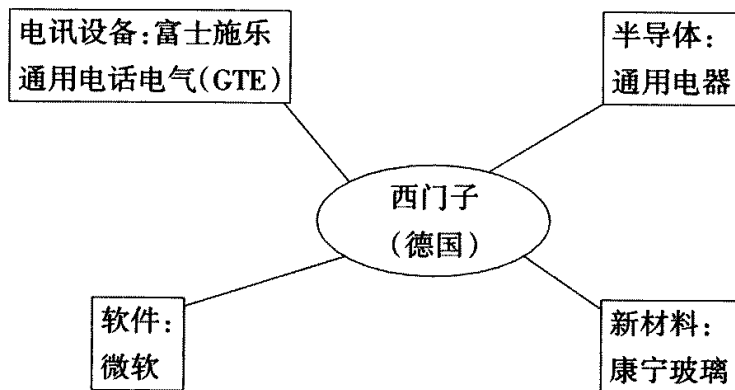 电讯设备:富士施乐
通用电话电气(GTE)
半导体:
通用电器
西门子
(德国)
软件:
微软
新材料:
康宁玻璃